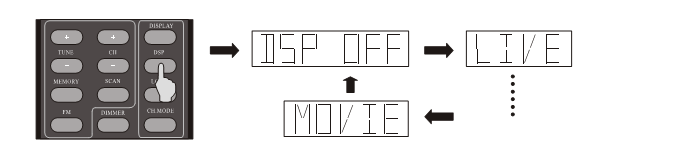 DISPLAY
+ +
TUNE CH DSP
- -
MEMORY SCAN
FM DIMMER CH.MODE
DSP OFF
LIVE
MOVIE